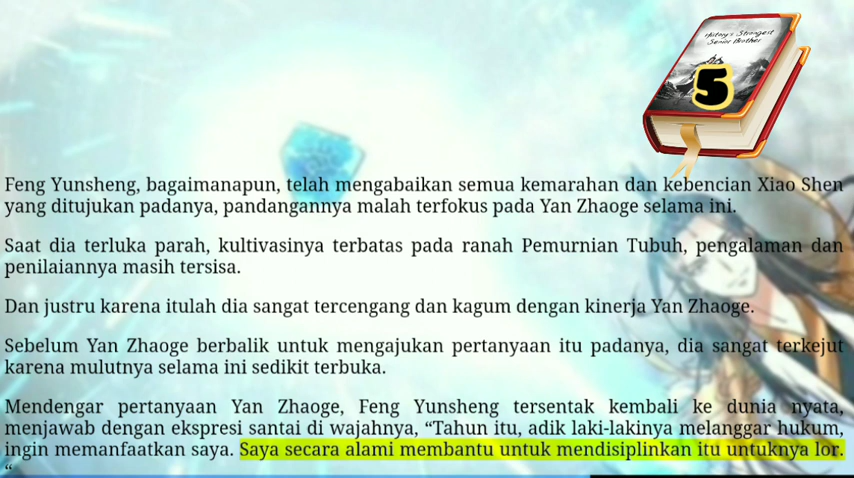 History's Strongest
Senior Brother
5
Feng Yunsheng, bagaimanapun, telah mengabaikan semua kemarahan dan kebencian Xiao Shen
yang ditujukan padanya, pandangannya malah terfokus pada Yan Zhaoge selama ini.
Saat dia terluka parah, kultivasinya terbatas pada ranah Pemurnian Tubuh, pengalaman dan
penilaiannya masih tersisa.
Dan justru karena itulah dia sangat tercengang dan kagum dengan kinerja Yan Zhaoge.
Sebelum Yan Zhaoge berbalik untuk mengajukan pertanyaan itu padanya, dia sangat terkejut
karena mulutnya selama ini sedikit terbuka.
Mendengar pertanyaan Yan Zhaoge, Feng Yunsheng tersentak kembali ke dunia nyata,
menjawab dengan ekspresi santai di wajahnya, “Tahun itu, adik laki-lakinya melanggar hukum,
ingin memanfaatkan saya. Saya secara alami membantu untuk mendisiplinkan itu untuknya lor.
“